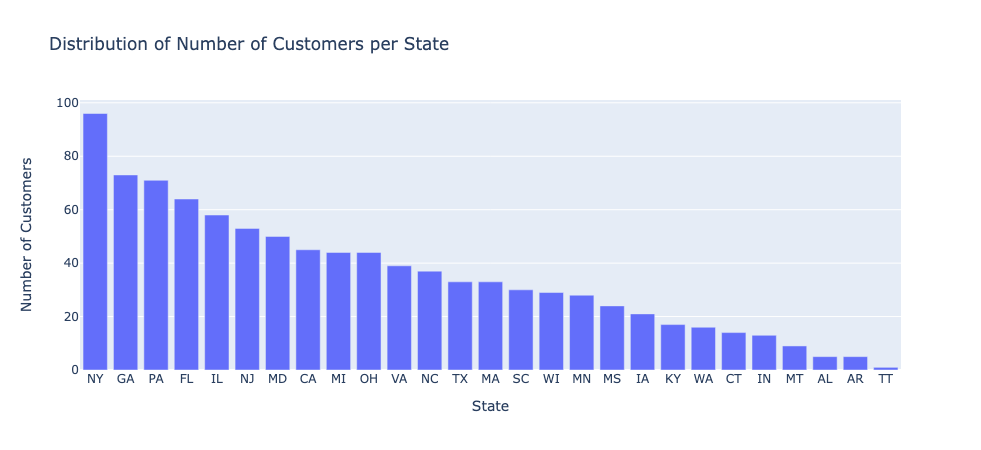 Distribution of Number of Customers per State
Number of Customers
100
80
60
40
20
0
NY GA PA FL IL NJ MD CA MI OH VA NC TX MA SC WI MN MS IA KY WA CT IN MT AL AR TT
State